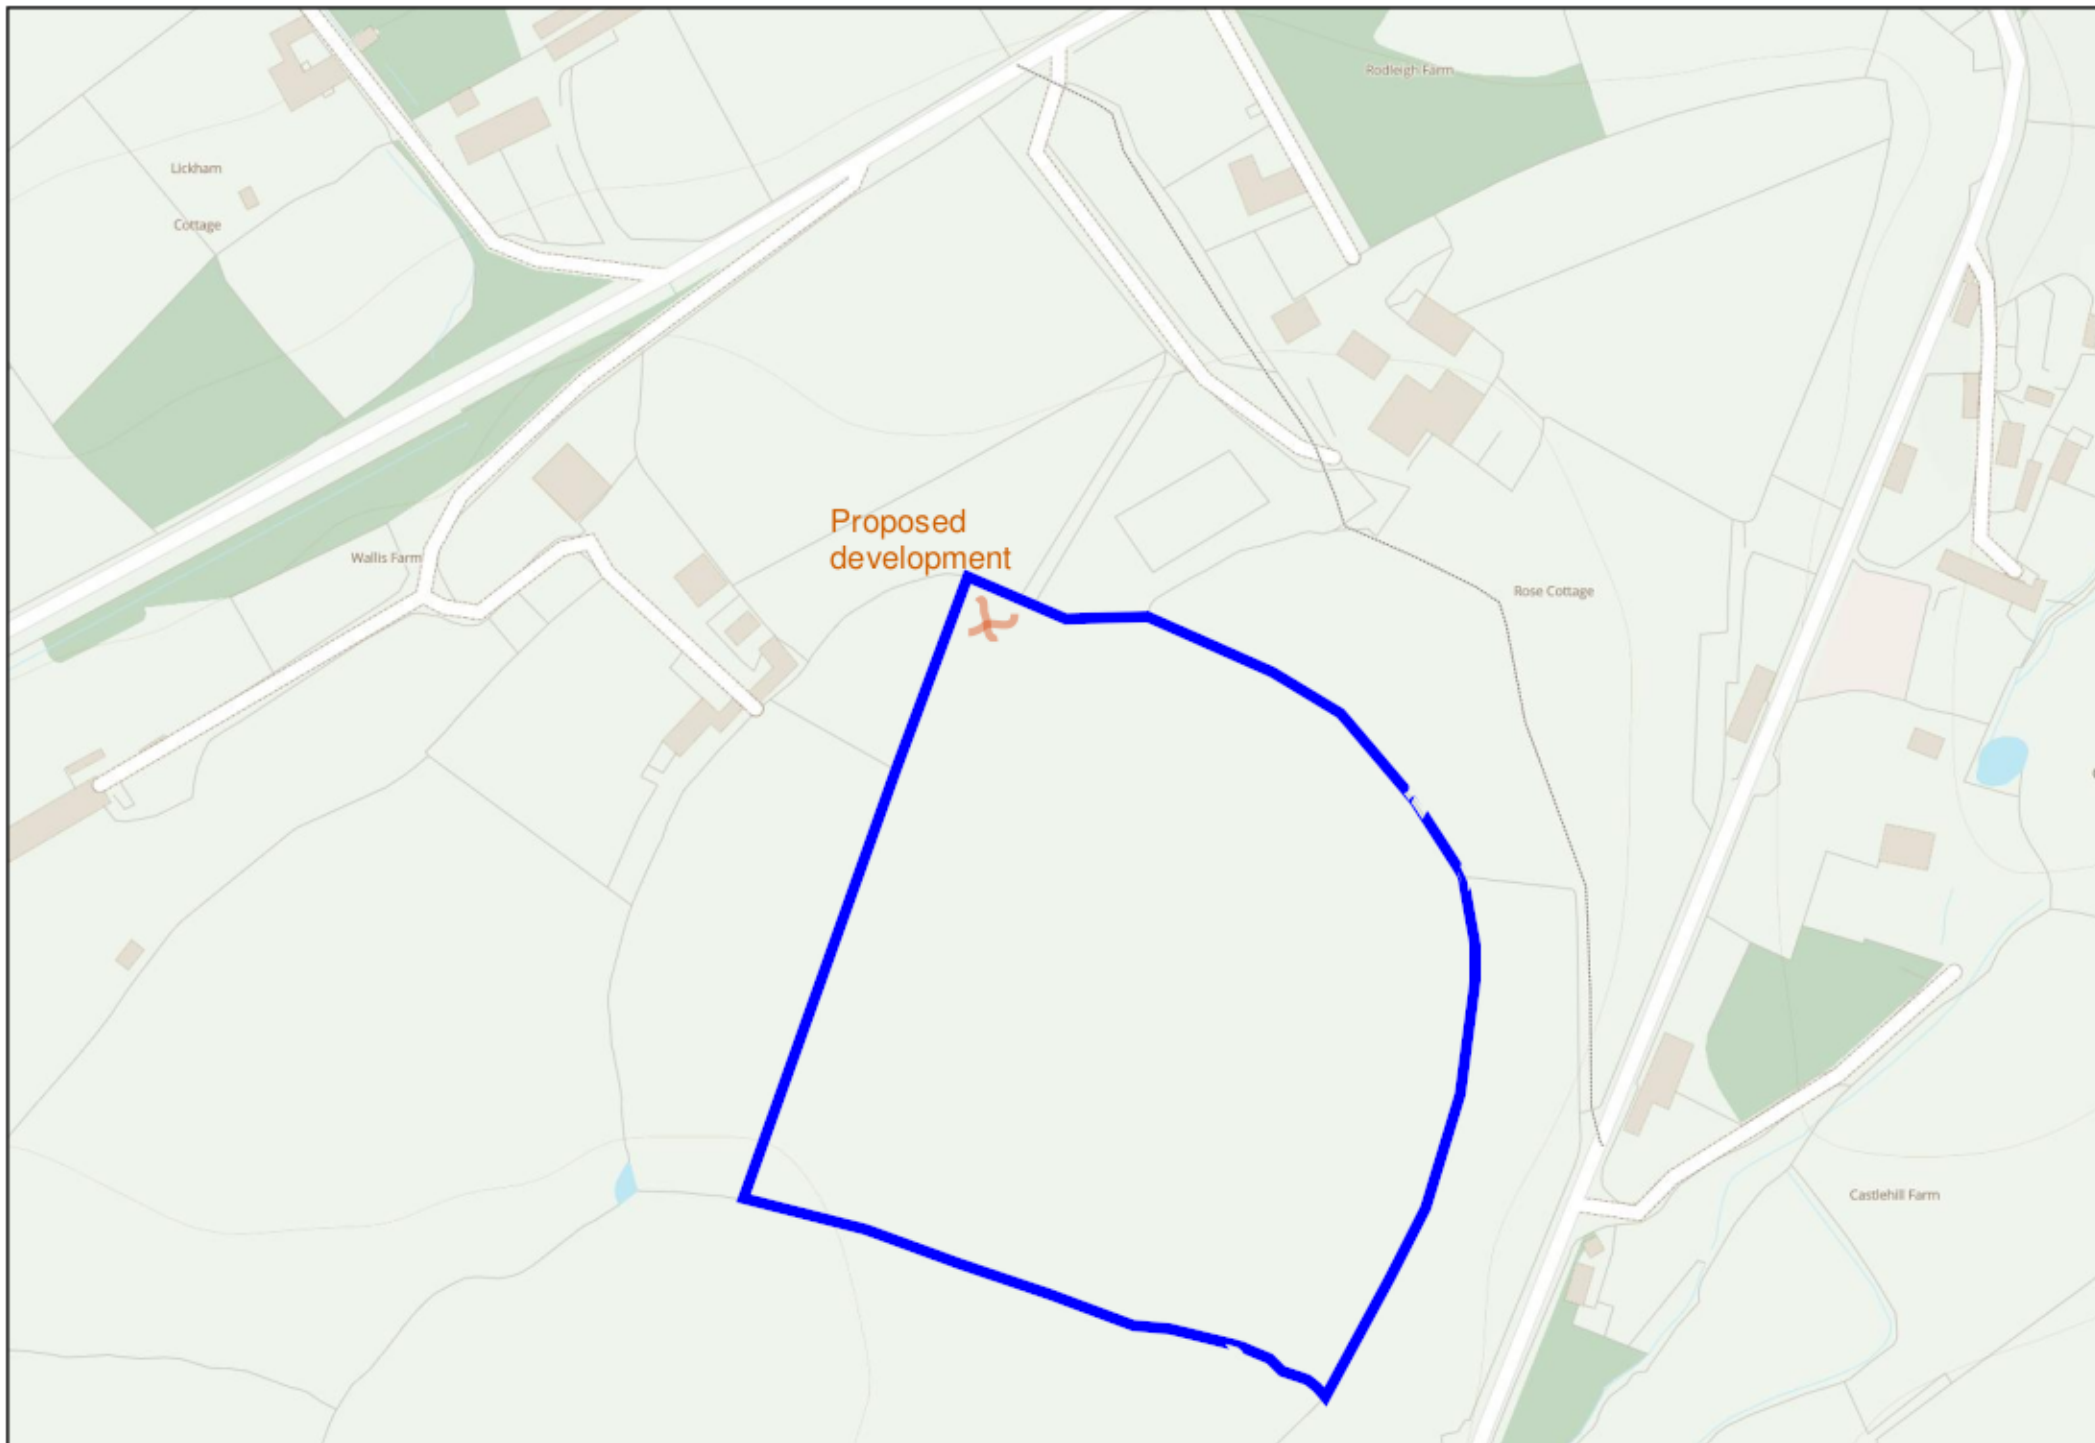 Rodleigh Farm
Lickham
Cottage
Proposed
development
Wallis Farm
Rose Cottage
Castlehill Farm